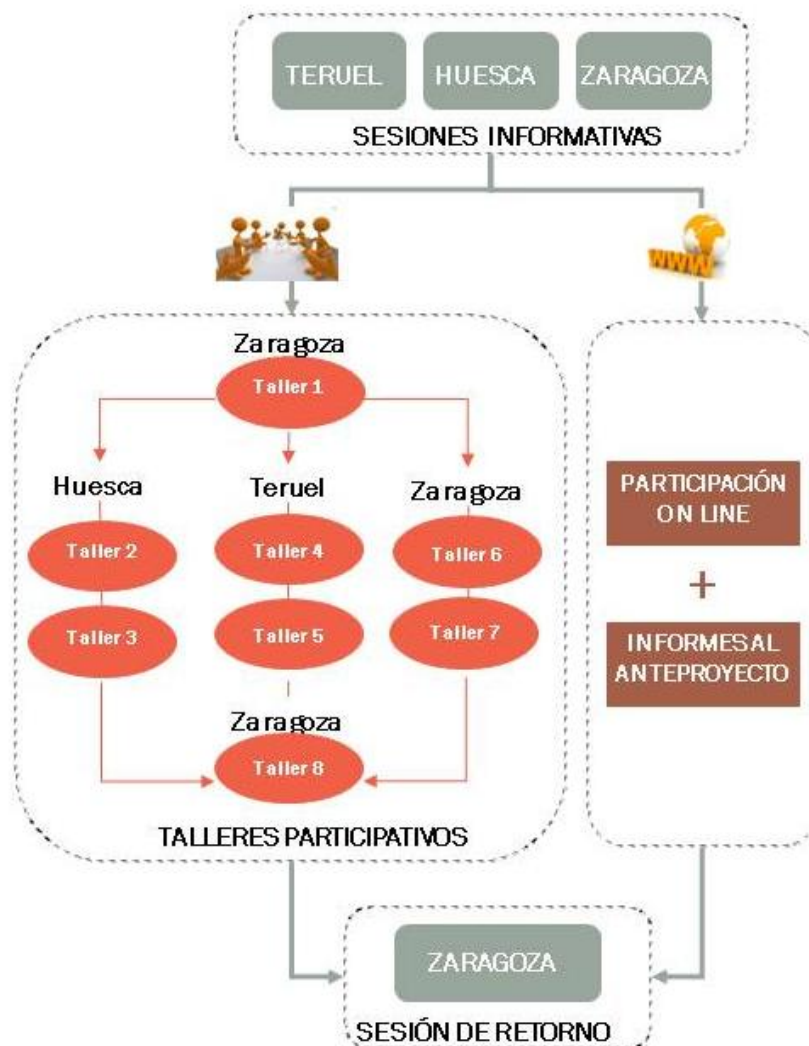 TERUEL
HUESCA
ZARAGOZA
SESIONES INFORMATIVAS
WWW
Zaragoza
Taller 1
Huesca
Teruel
Zaragoza
Taller 2
Taller 4
Taller 6
Taller 3
Taller 5
Taller 7
Zaragoza
Taller 8
TALLERES PARTICIPATIVOS
PARTICIPACIÓN
ON LINE
+
INFORMES AL
ANTEPROYECTO
ZARAGOZA
SESIÓN DE RETORNO